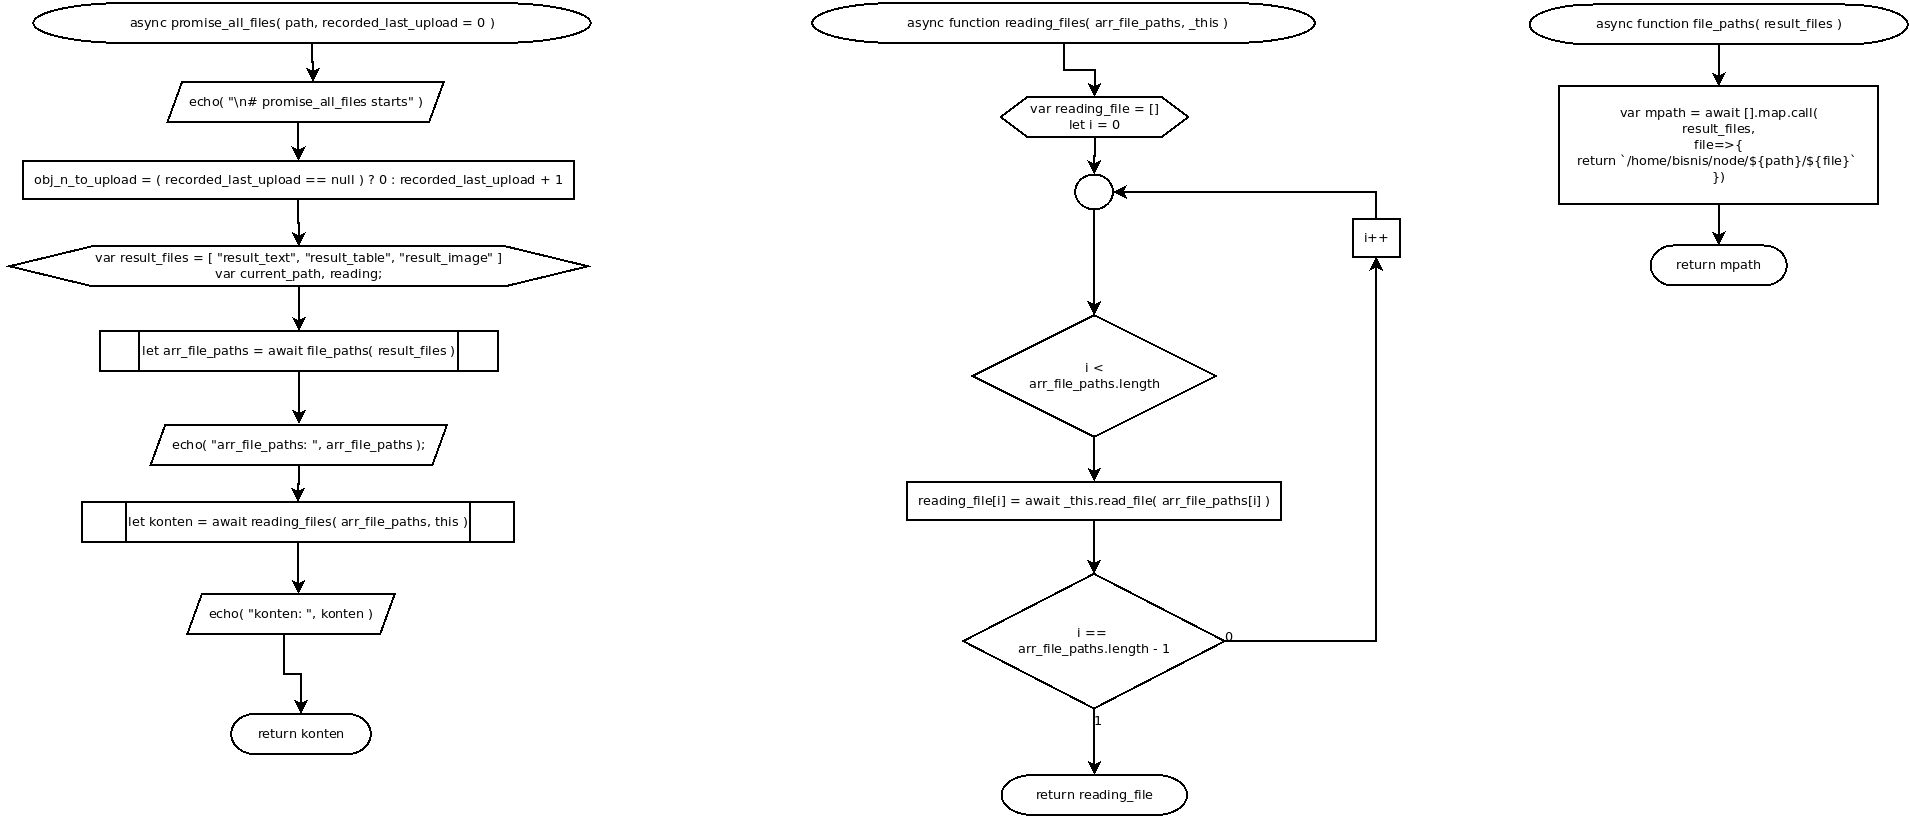 async promise_all_files( path, recorded_last_upload = 0 )
echo( "\n# promise_all_files starts" )
obj_n_to_upload = ( recorded_last_upload == null ) ? 0 : recorded_last_upload + 1
var result_files = [ "result_text", "result_table", "result_image" ]
var current_path, reading;
let arr_file_paths = await file_paths( result_files )
echo( "arr_file_paths: ", arr_file_paths );
let konten = await reading_files( arr_file_paths, this )
echo( "konten: ", konten )
return konten
async function reading_files( arr_file_paths, _this )
var reading_file = []
let i = 0
i++
i <
arr_file_paths.length
reading_file[i] = await _this.read_file( arr_file_paths[i] )
i ==
arr_file_paths.length - 1
0
1
return reading_file
async function file_paths( result_files )
var mpath = await [].map.call(
result_files,
file=>{
return `/home/bisnis/node/${path}/${file}`
})
return mpath